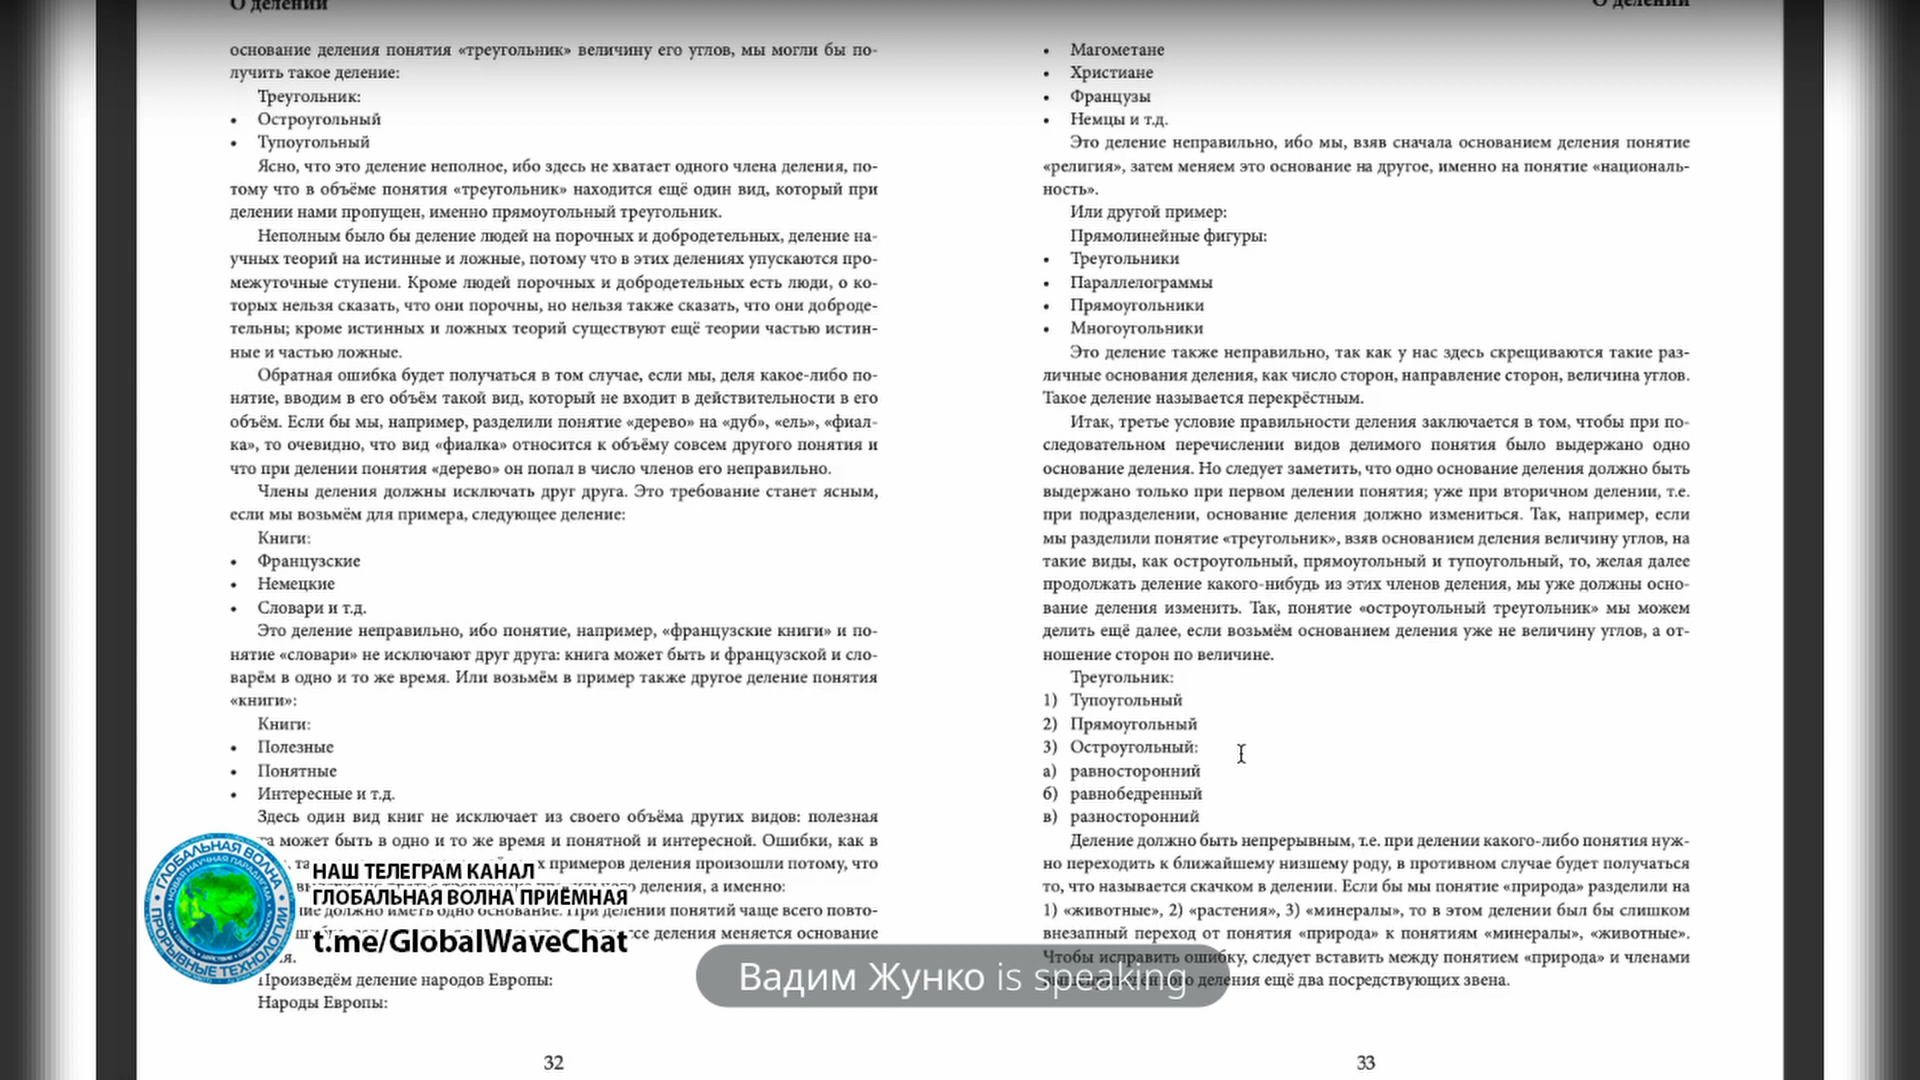 О делении
основание деления понятия «треугольник» величину его углов, мы могли бы по-
лучить такое деление:
Треугольник:
• Остроугольный
• Тупоугольный
Ясно, что это деление неполное, ибо здесь не хватает одного члена деления, по-
тому что в объёме понятия «треугольник» находится ещё один вид, который при
делении нами пропущен, именно прямоугольный треугольник.
Неполным было бы деление людей на порочных и добродетельных, деление на-
учных теорий на истинные и ложные, потому что в этих делениях упускаются про-
межуточные ступени. Кроме людей порочных и добродетельных есть люди, о ко-
торых нельзя сказать, что они порочны, но нельзя также сказать, что они доброде-
тельны; кроме истинных и ложных теорий существуют ещё теории частью истин-
ные и частью ложные.
Обратная ошибка будет получаться в том случае, если мы, деля какое-либо по-
нятие, вводим в его объём такой вид, который не входит в действительности в его
объём. Если бы мы, например, разделили понятие «дерево» на «дуб», «ель», «фиал-
ка», то очевидно, что вид «фиалка» относится к объёму совсем другого понятия и
что при делении понятия «дерево» он попал в число членов его неправильно.
Члены деления должны исключать друг друга. Это требование станет ясным,
если мы возьмём для примера, следующее деление:
Книги:
• Французские
• Немецкие
• Словари и т.д.
Это деление неправильно, ибо понятие, например, «французские книги» и по-
нятие «словари» не исключают друг друга: книга может быть и французской и сло-
варём в одно и то же время. Или возьмём в пример также другое деление понятия
«книги»:
Книги:
• Полезные
• Понятные
• Интересные и т.д.
Здесь один вид книг не исключает из своего объёма других видов: полезная
может быть в одно и то же время и понятной и интересной. Ошибки, как в
примеров деления произошли потому, что
деления, а именно:
должно иметь одно основание. При делении понятий чаще всего повто-
деления меняется основание
Произведём деление народов Европы:
Народы Европы:
32
О делении
• Магометане
• Христиане
• Французы
• Немцы и т.д.
Это деление неправильно, ибо мы, взяв сначала основанием деления понятие
«религия», затем меняем это основание на другое, именно на понятие «националь-
ность».
Или другой пример:
Прямолинейные фигуры:
• Треугольники
• Параллелограммы
• Прямоугольники
• Многоугольники
Это деление также неправильно, так как у нас здесь скрещиваются такие раз-
личные основания деления, как число сторон, направление сторон, величина углов.
Такое деление называется перекрёстным.
Итак, третье условие правильности деления заключается в том, чтобы при по-
следовательном перечислении видов делимого понятия было выдержано одно
основание деления. Но следует заметить, что одно основание деления должно быть
выдержано только при первом делении понятия; уже при вторичном делении, т.е.
при подразделении, основание деления должно измениться. Так, например, если
мы разделили понятие «треугольник», взяв основанием деления величину углов, на
такие виды, как остроугольный, прямоугольный и тупоугольный, то, желая далее
продолжать деление какого-нибудь из этих членов деления, мы уже должны осно-
вание деления изменить. Так, понятие «остроугольный треугольник» мы можем
делить ещё далее, если возьмём основанием деления уже не величину углов, а от-
ношение сторон по величине.
Треугольник:
1) Тупоугольный
2) Прямоугольный
3) Остроугольный:
а) равносторонний
б) равнобедренный
в) разносторонний
Деление должно быть непрерывным, т.е. при делении какого-либо понятия нуж-
но переходить к ближайшему низшему роду, в противном случае будет получаться
то, что называется скачком в делении. Если бы мы понятие «природа» разделили на
1) «животные», 2) «растения», 3) «минералы», то в этом делении был бы слишком
внезапный переход от понятия «природа» к понятиям «минералы», «животные».
Чтобы исправить ошибку, следует вставить между понятием «природа» и членами
деления ещё два посредствующих звена.
33
ГЛОБАЛЬНАЯ ВОЛНА
НОВАЯ НАУЧНАЯ ПАРАДИГМА
ПРОРЫВНЫЕ ТЕХНОЛОГИИ
НАШ ТЕЛЕГРАМ КАНАЛ
ГЛОБАЛЬНАЯ ВОЛНА ПРИЁМНАЯ
t.me/GlobalWaveChat
Вадим Жунко is speaking